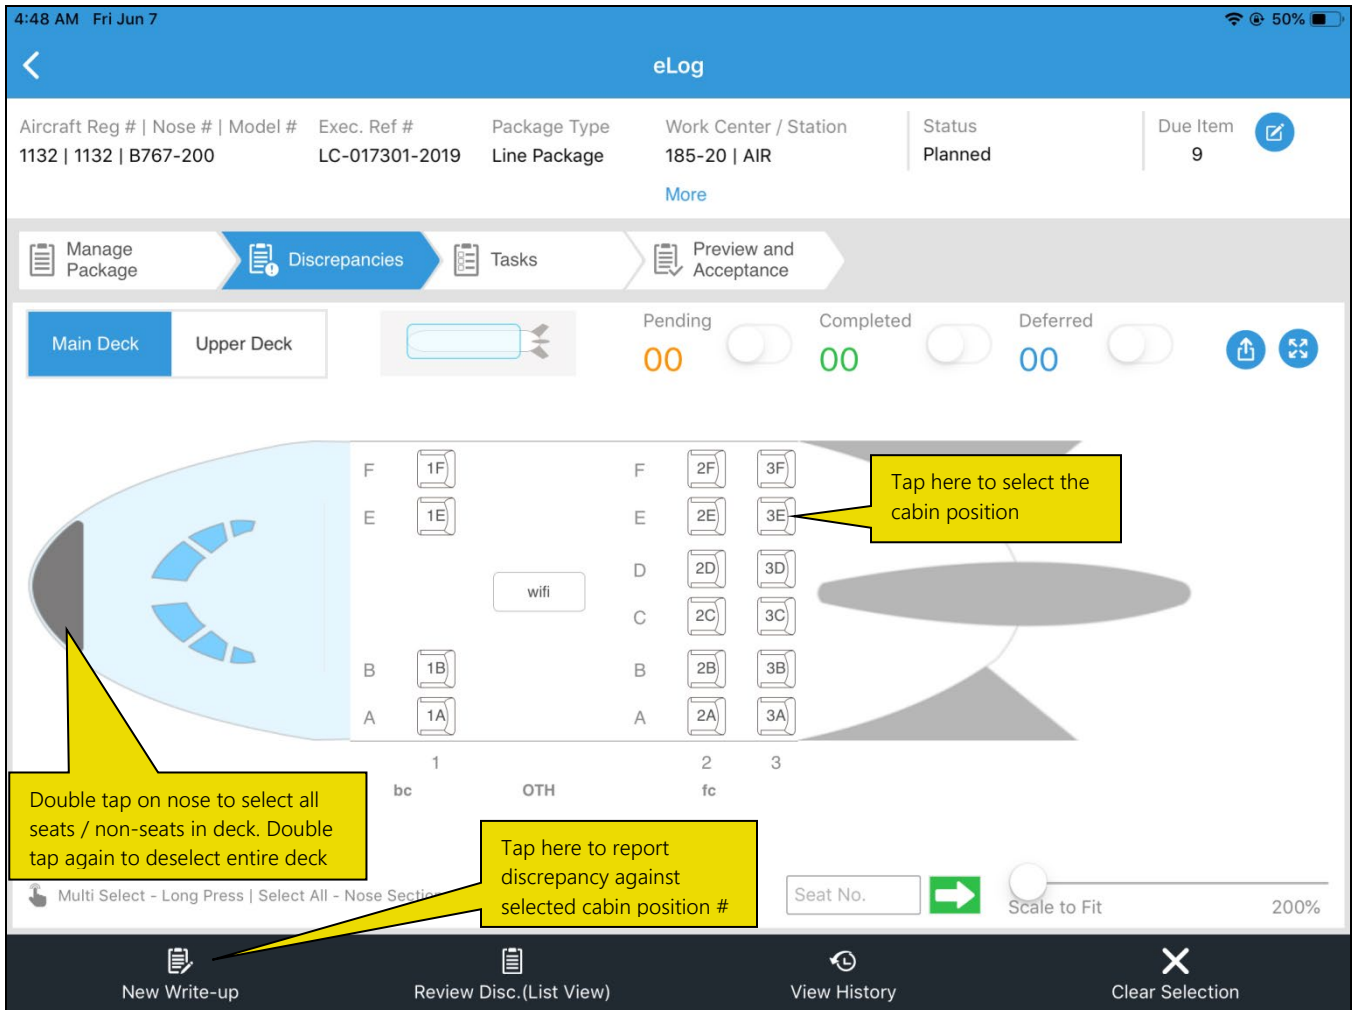 4:48 AM Fri Jun 7
50%
eLog
Aircraft Reg # | Nose # | Model #
1132 | 1132 | B767-200
Exec. Ref #
LC-017301-2019
Package Type
Line Package
Work Center / Station
185-20 | AIR
Status
Planned
Due Item
9
More
Manage
Package
Discrepancies
Tasks
Preview and
Acceptance
Main Deck
Upper Deck
Pending
00
Completed
00
Deferred
00
F 1F F 2F 3F
E 1E E 2E 3E
D 2D 3D
wifi
C 2C 3C
B 1B B 2B 3B
A 1A A 2A 3A
1 2 3
bc OTH fc
Tap here to select the
cabin position
Double tap on nose to select all
seats / non-seats in deck. Double
tap again to deselect entire deck
Tap here to report
discrepancy against
selected cabin position #
Multi Select - Long Press | Select All - Nose Section
Seat No.
Scale to Fit
200%
New Write-up
Review Disc.(List View)
View History
Clear Selection